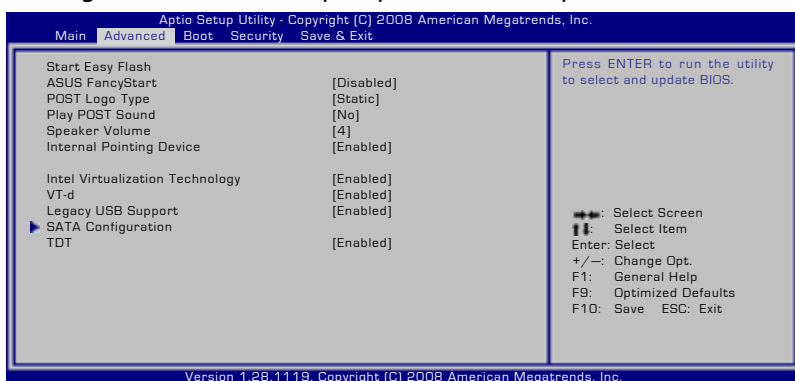 Aptio Setup Utility - Copyright (C) 2008 American Megatrends, Inc.
Main Advanced Boot Security Save & Exit
Start Easy Flash
ASUS FancyStart [Disabled]
POST Logo Type [Static]
Play POST Sound [No]
Speaker Volume [4]
Internal Pointing Device [Enabled]
Intel Virtualization Technology [Enabled]
VT-d [Enabled]
Legacy USB Support [Enabled]
SATA Configuration
TDT [Enabled]
Press ENTER to run the utility
to select and update BIOS.
: Select Screen
: Select Item
Enter: Select
+/—: Change Opt.
F1: General Help
F9: Optimized Defaults
F10: Save ESC: Exit
Version 1.28.1119. Copyright (C) 2008 American Megatrends, Inc.